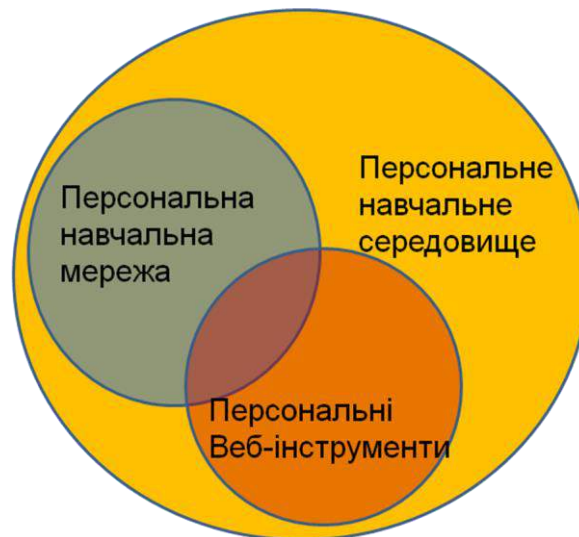 Персональна
навчальна
мережа
Персональне
навчальне
середовище
Персональні
Веб-інструменти